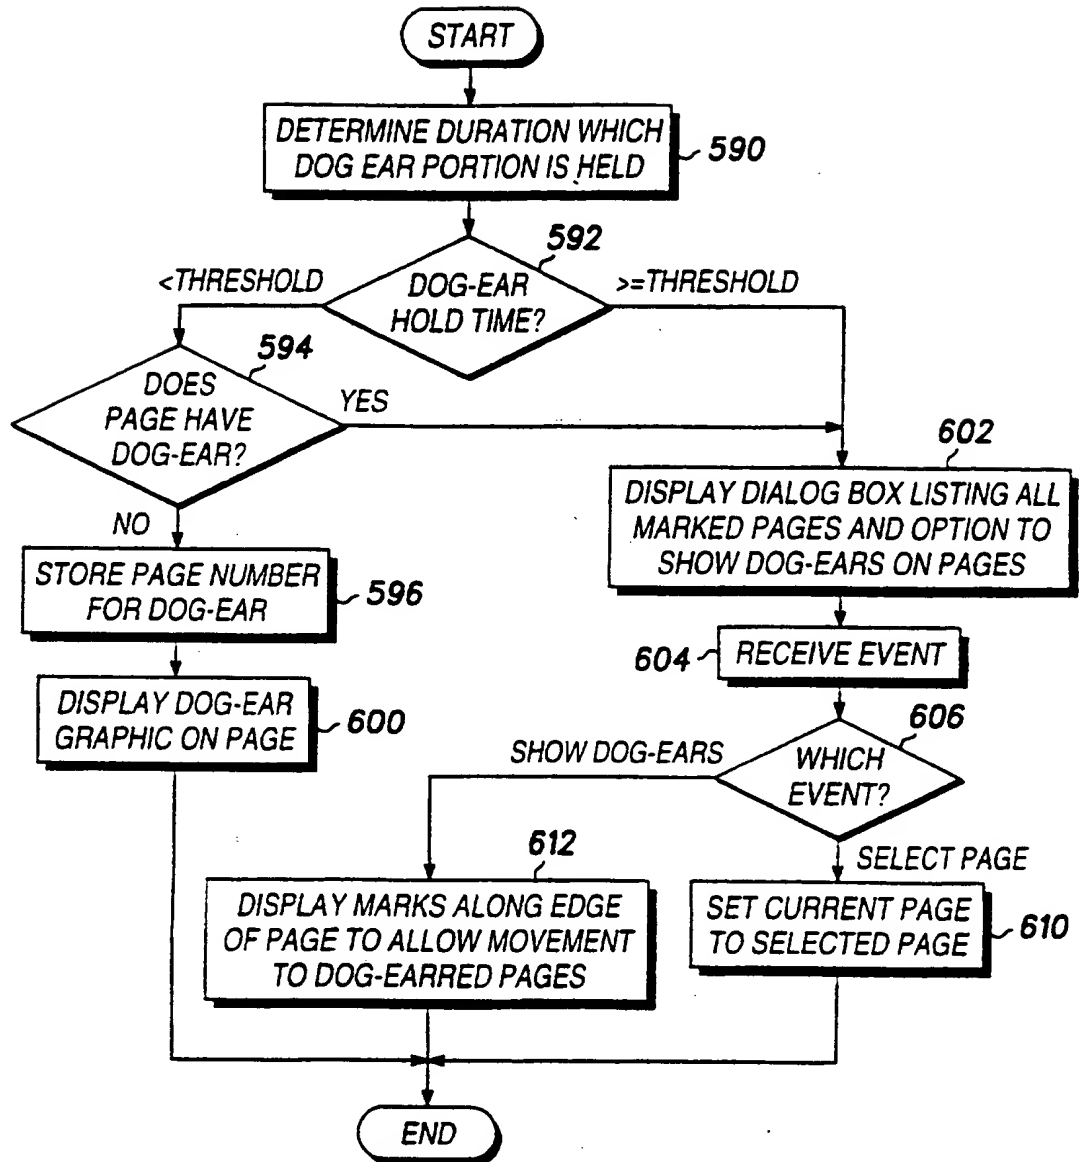 START
DETERMINE DURATION WHICH
DOG EAR PORTION IS HELD
590
592
<THRESHOLD
DOG-EAR
HOLD TIME?
>=THRESHOLD
594
DOES
PAGE HAVE
DOG-EAR?
YES
NO
602
DISPLAY DIALOG BOX LISTING ALL
MARKED PAGES AND OPTION TO
SHOW DOG-EARS ON PAGES
STORE PAGE NUMBER
FOR DOG-EAR
596
604
RECEIVE EVENT
DISPLAY DOG-EAR
GRAPHIC ON PAGE
600
606
SHOW DOG-EARS
WHICH
EVENT?
SELECT PAGE
612
DISPLAY MARKS ALONG EDGE
OF PAGE TO ALLOW MOVEMENT
TO DOG-EARRED PAGES
SET CURRENT PAGE
TO SELECTED PAGE
610
END